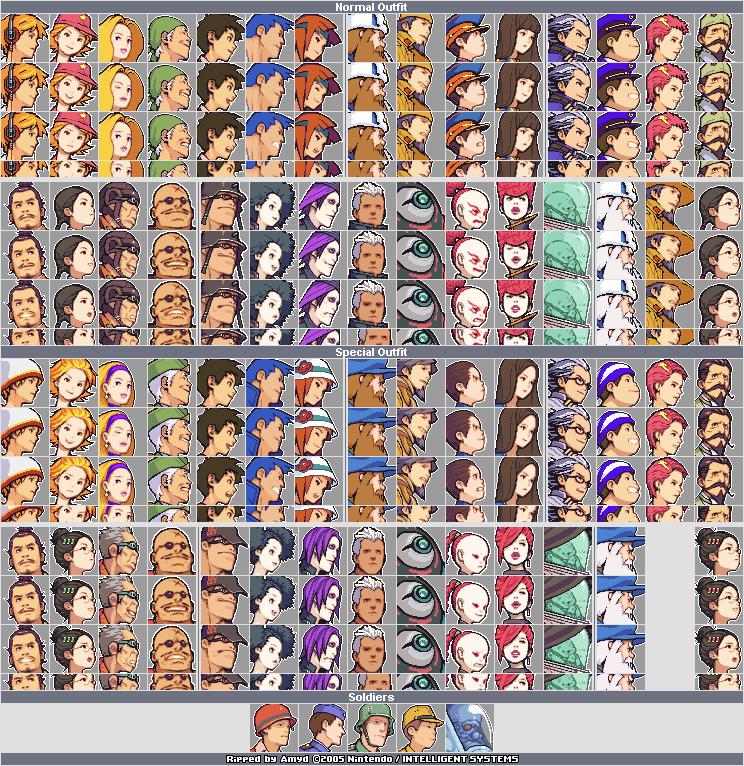 Normal Outfit
Special Outfit
Soldiers
Ripped by Amyd ©2005 Nintendo / INTELLIGENT SYSTEMS